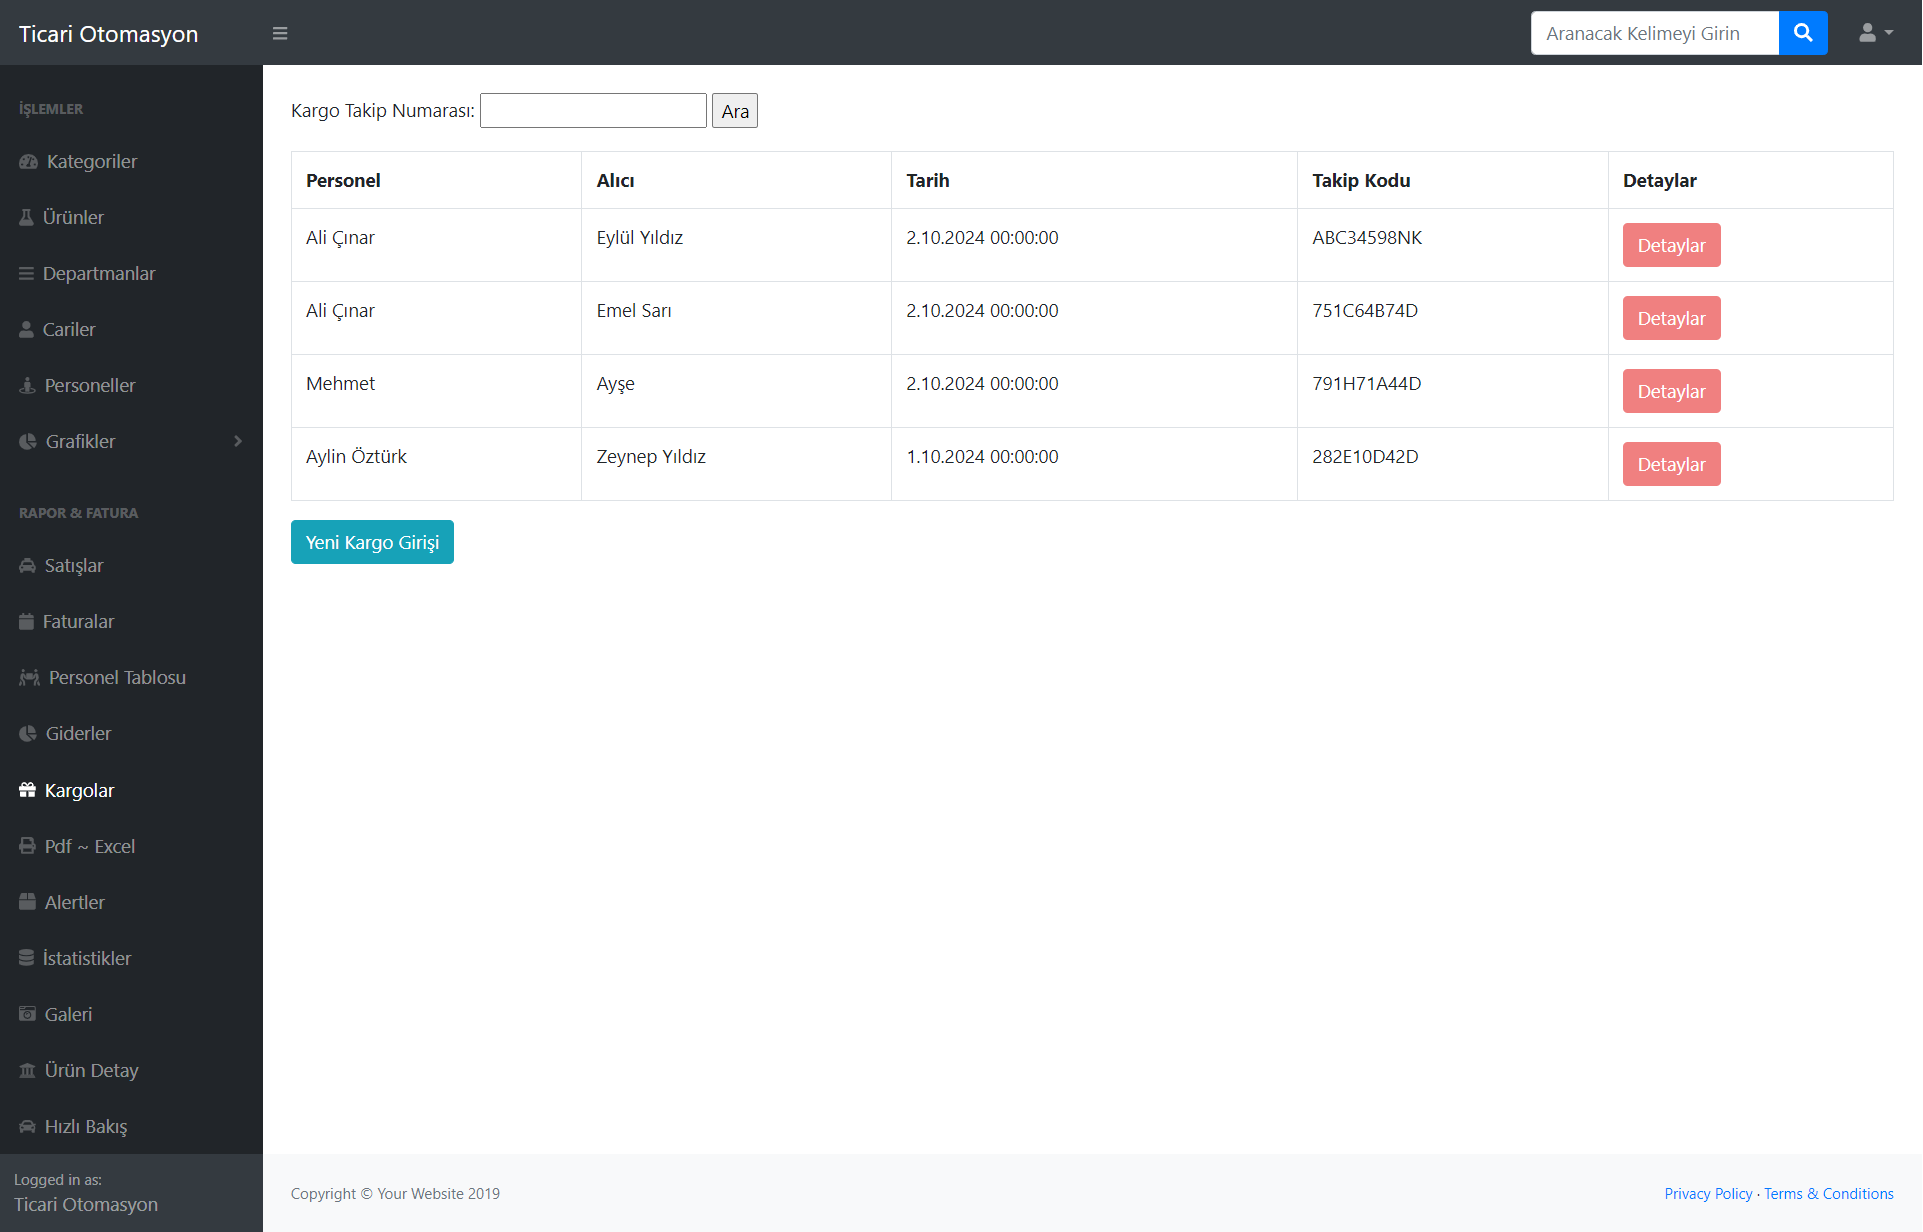 Ticari Otomasyon
Aranacak Kelimeyi Girin
İŞLEMLER
Kategoriler
Ürünler
Departmanlar
Cariler
Personeller
Grafikler
RAPOR & FATURA
Satışlar
Faturalar
Personel Tablosu
Giderler
Kargolar
Pdf ~ Excel
Alertler
İstatistikler
Galeri
Ürün Detay
Hızlı Bakış
Logged in as:
Ticari Otomasyon
Kargo Takip Numarası: Ara
Personel Alıcı Tarih Takip Kodu Detaylar
Ali Çınar Eylül Yıldız 2.10.2024 00:00:00 ABC34598NK Detaylar
Ali Çınar Emel Sarı 2.10.2024 00:00:00 751C64B74D Detaylar
Mehmet Ayşe 2.10.2024 00:00:00 791H71A44D Detaylar
Aylin Öztürk Zeynep Yıldız 1.10.2024 00:00:00 282E10D42D Detaylar
Yeni Kargo Girişi
Copyright © Your Website 2019 Privacy Policy · Terms & Conditions